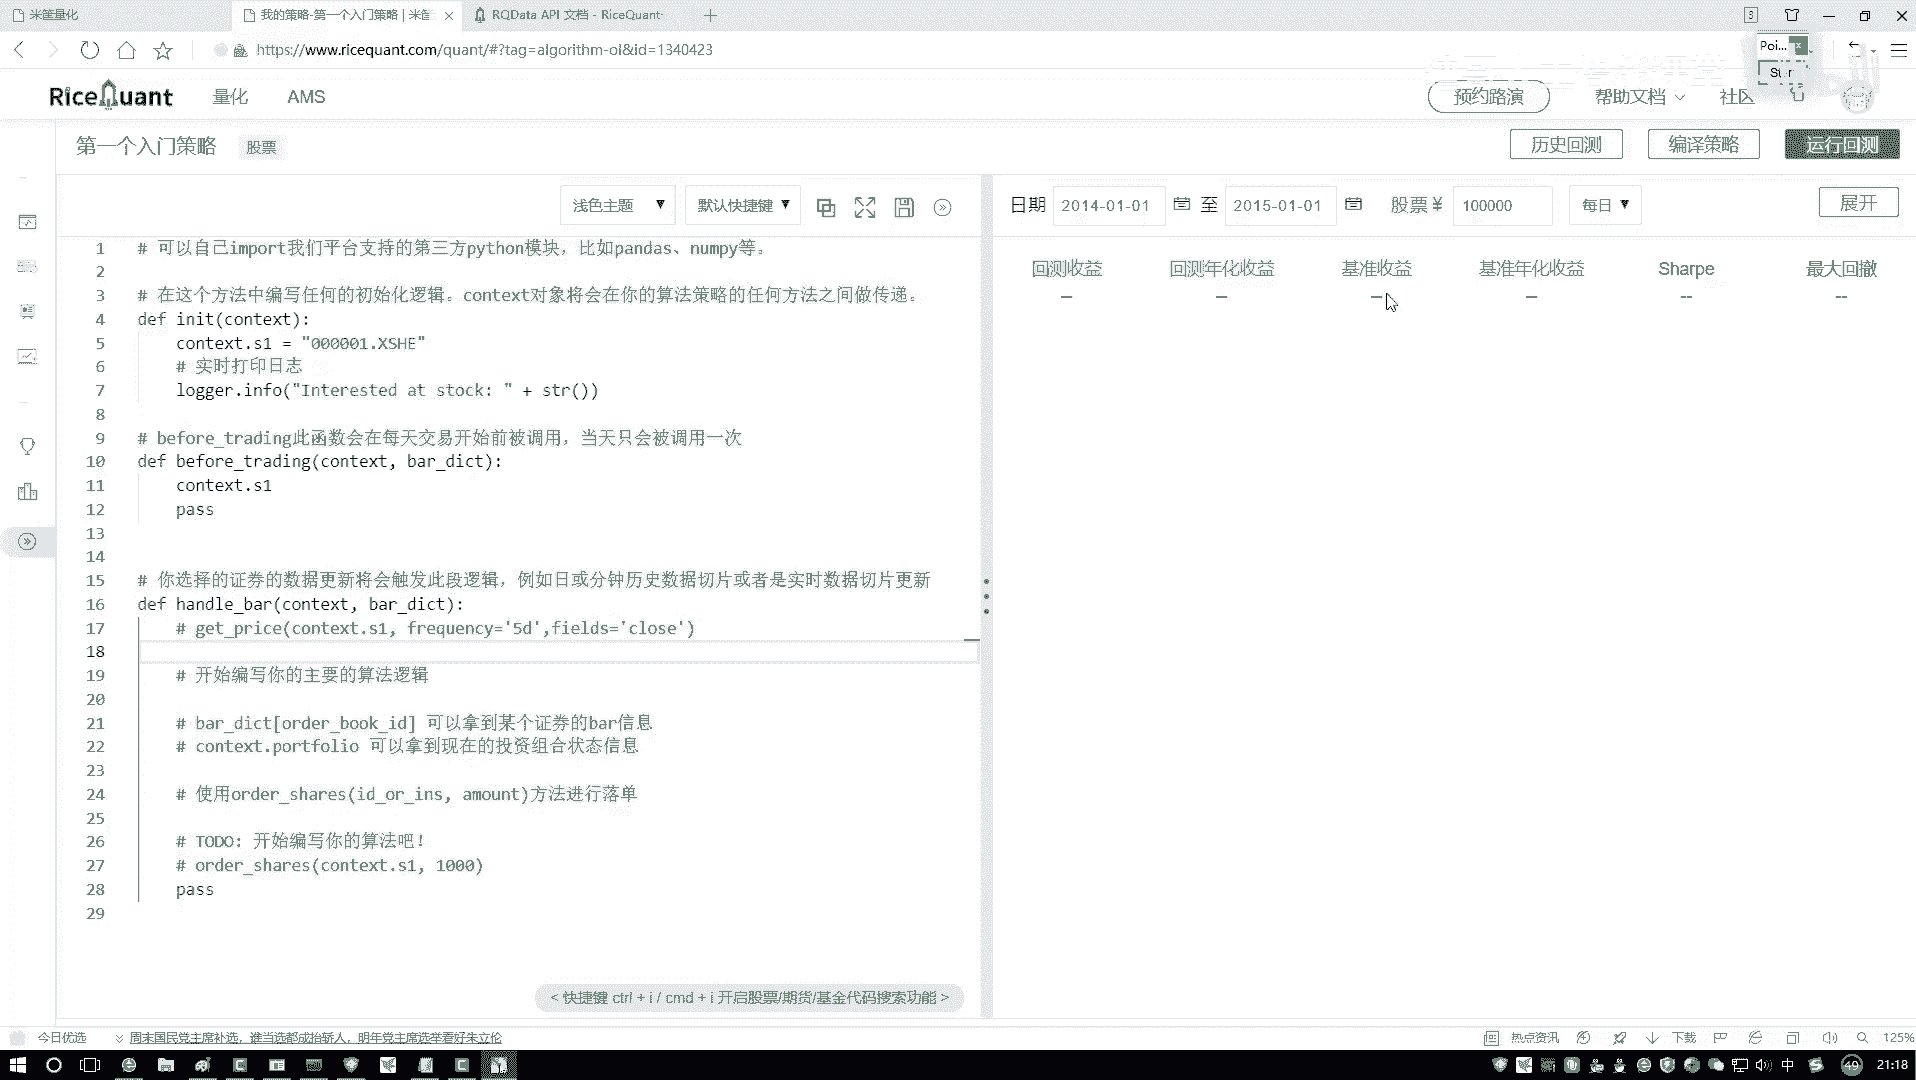 米筐量化
我的策略-第一个入门策略 | 米筐
RQData API 文档 - RiceQuant-
3
https://www.ricequant.com/quant/#?tag=algorithm-oi&id=1340423
Poi...
RiceQuant
量化
AMS
预约路演
帮助文档
社区
第一个入门策略
股票
历史回测
编译策略
运行回测
浅色主题
默认快捷键
日期
2014-01-01
至
2015-01-01
股票 ¥
100000
每日
展开
1 # 可以自己import我们平台支持的第三方python模块，比如pandas、numpy等。
2
3 # 在这个方法中编写任何的初始化逻辑。context对象将会在你的算法策略的任何方法之间做传递。
4 def init(context):
5 context.s1 = "000001.XSHE"
6 # 实时打印日志
7 logger.info("Interested at stock: " + str())
8
9 # before_trading此函数会在每天交易开始前被调用，当天只会被调用一次
10 def before_trading(context, bar_dict):
11 context.s1
12 pass
13
14
15 # 你选择的证券的数据更新将会触发此段逻辑，例如日或分钟历史数据切片或者是实时数据切片更新
16 def handle_bar(context, bar_dict):
17 # get_price(context.s1, frequency='5d',fields='close')
18
19 # 开始编写你的主要的算法逻辑
20
21 # bar_dict[order_book_id] 可以拿到某个证券的bar信息
22 # context.portfolio 可以拿到现在的投资组合状态信息
23
24 # 使用order_shares(id_or_ins, amount)方法进行落单
25
26 # TODO: 开始编写你的算法吧！
27 # order_shares(context.s1, 1000)
28 pass
29
回测收益
回测年化收益
基准收益
基准年化收益
Sharpe
最大回撤
-- -- -- -- -- --
< 快捷键 ctrl + i / cmd + i 开启股票/期货/基金代码搜索功能 >
今日优选
周末国民党主席补选，谁当选都成抬轿人，明年党主席选举看好朱立伦
热点资讯
下载
125%
中
49
21:18